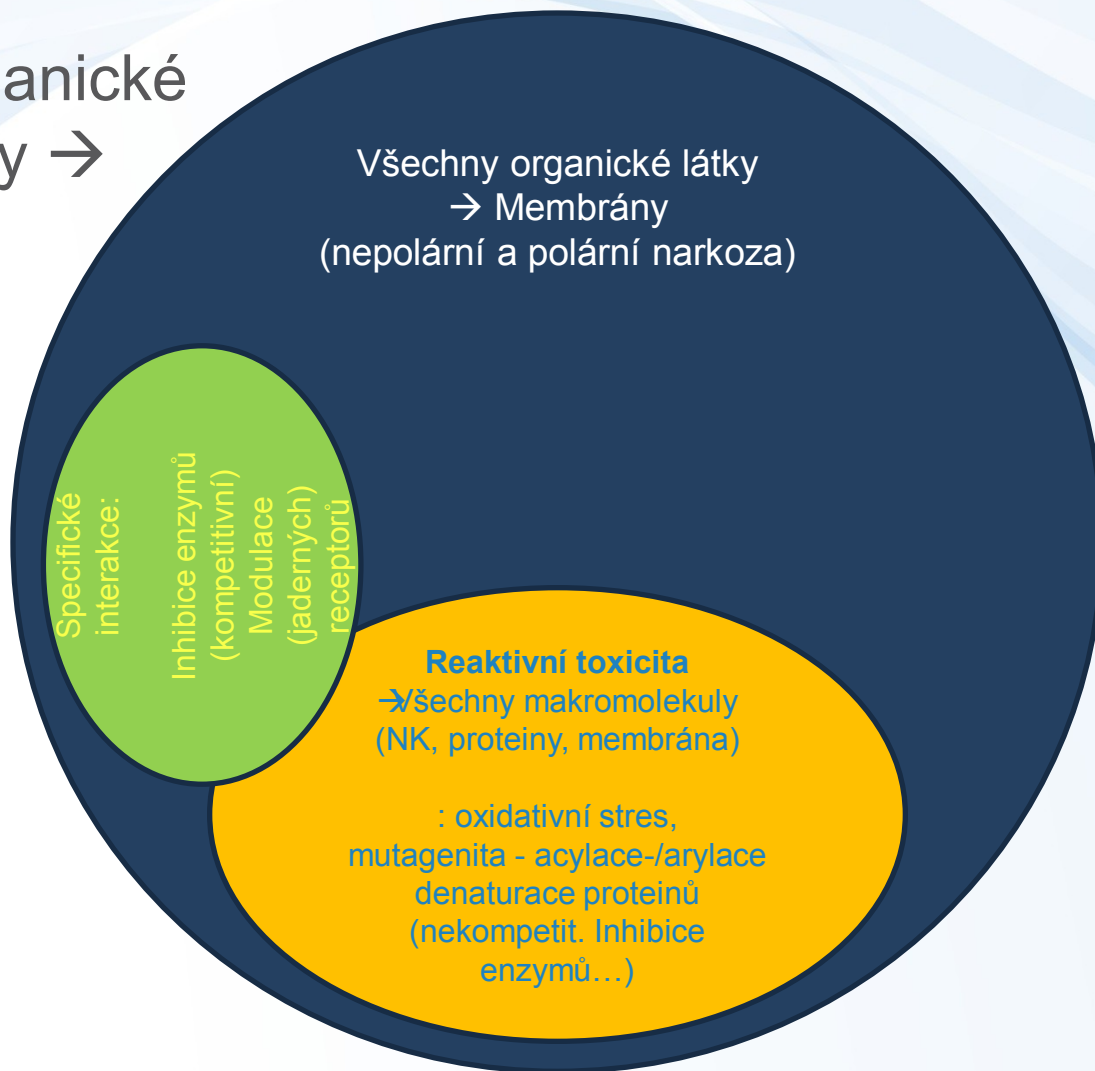 anické
y →
Všechny organické látky
→ Membrány
(nepolární a polární narkoza)
Specifické
interakce:
Inhibice enzymů
(kompetitivní)
Modulace
(jaderných)
receptorů
Reaktivní toxicita
→Všechny makromolekuly
(NK, proteiny, membrána)
: oxidativní stres,
mutagenita - acylace-/arylace
denaturace proteinů
(nekompetit. Inhibice
enzymů…)